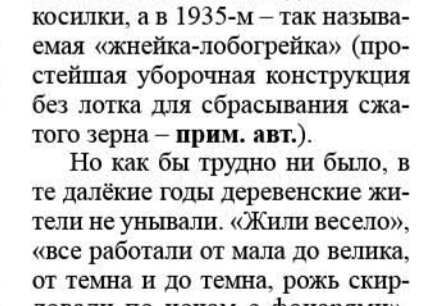 косилки, а в 1935-м – так называ-
емая «жнейка-лобогрейка» (про-
стейшая уборочная конструкция
без лотка для сбрасывания сжа-
того зерна – прим. авт.).
Но как бы трудно ни было, в
те далёкие годы деревенские жи-
тели не унывали. «Жили весело»,
«все работали от мала до велика,
от темна и до темна, рожь скир-
довали по ночам с фонарями».